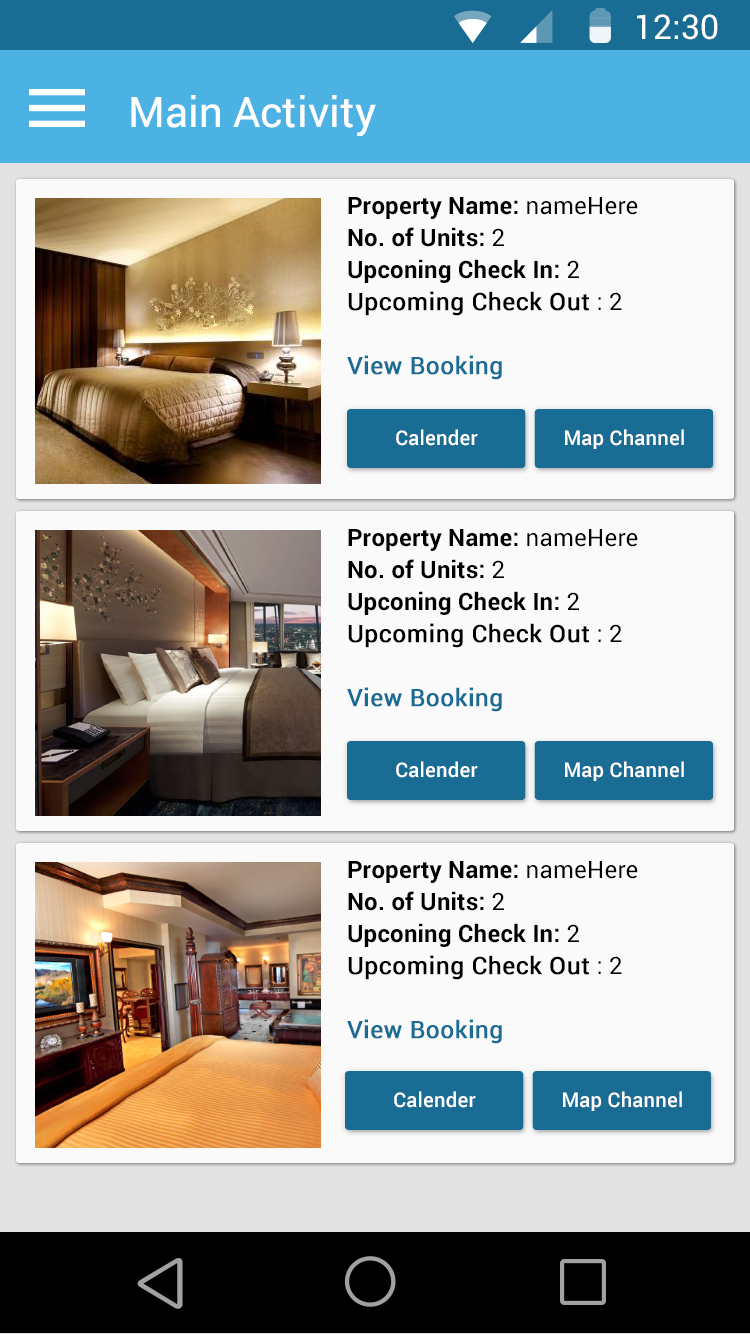 12:30
Main Activity
Property Name: nameHere
No. of Units: 2
Upconing Check In: 2
Upcoming Check Out : 2
View Booking
Calender Map Channel
Property Name: nameHere
No. of Units: 2
Upconing Check In: 2
Upcoming Check Out : 2
View Booking
Calender Map Channel
Property Name: nameHere
No. of Units: 2
Upconing Check In: 2
Upcoming Check Out : 2
View Booking
Calender Map Channel